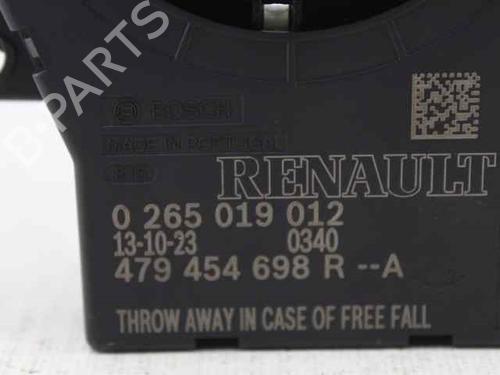 B-PARTS
BOSCH
MADE IN PORTUGAL
RENAULT
0 265 019 012
13-10-23 0340
479 454 698 R --A
THROW AWAY IN CASE OF FREE FALL